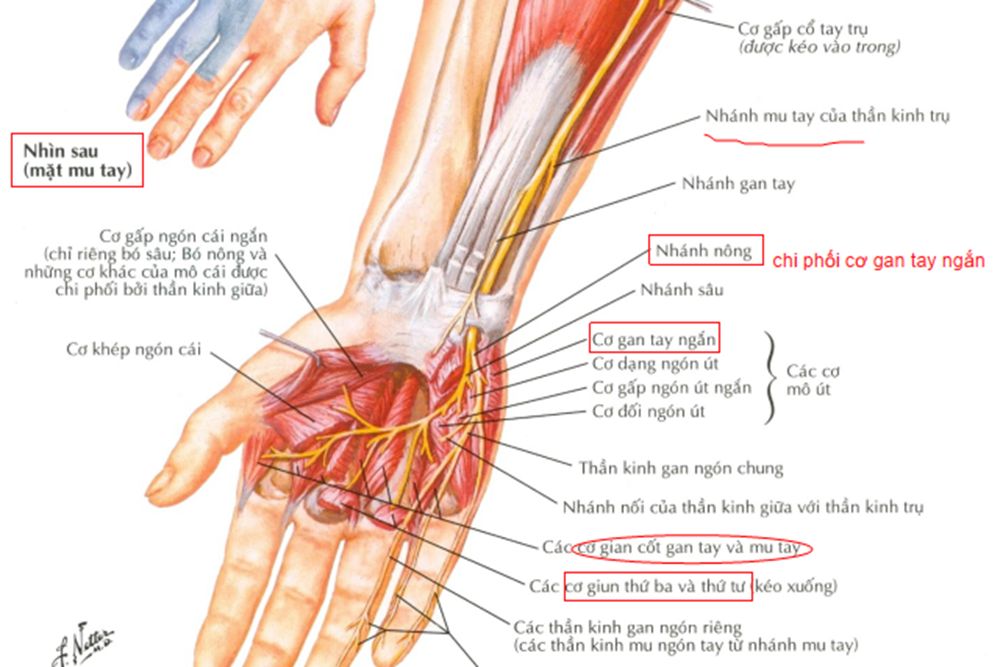 Cơ gấp cổ tay trụ
(được kéo vào trong)
Nhánh mu tay của thần kinh trụ
Nhìn sau
(mặt mu tay)
Nhánh gan tay
Cơ gấp ngón cái ngắn
(chỉ riêng bó sâu; Bó nông và
những cơ khác của mô cái được
chi phối bởi thần kinh giữa)
Nhánh nông
chi phối cơ gan tay ngắn
Nhánh sâu
Cơ khép ngón cái
Cơ gan tay ngắn
Cơ dạng ngón út
Cơ gấp ngón út ngắn
Cơ đối ngón út
Các cơ
mô út
Thần kinh gan ngón chung
Nhánh nối của thần kinh giữa với thần kinh trụ
Các cơ gian cốt gan tay và mu tay
Các cơ giun thứ ba và thứ tư (kéo xuống)
Các thần kinh gan ngón riêng
(các thần kinh mu ngón tay từ nhánh mu tay)
F. Netter
M.D.